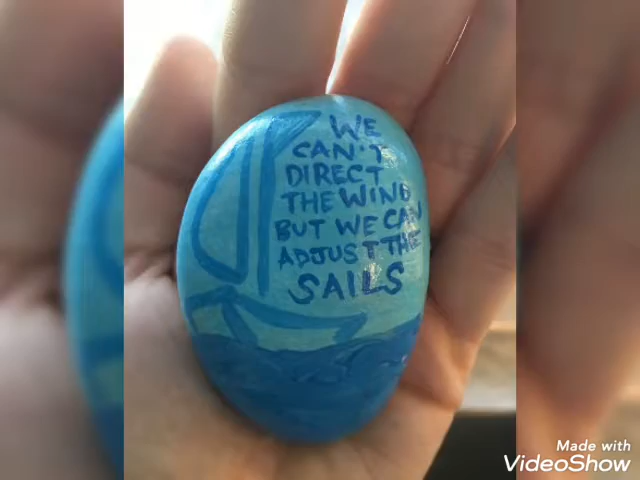 WE
CAN'T
DIRECT
THE WIND
BUT WE CAN
ADJUST THE
SAILS
Made with
VideoShow